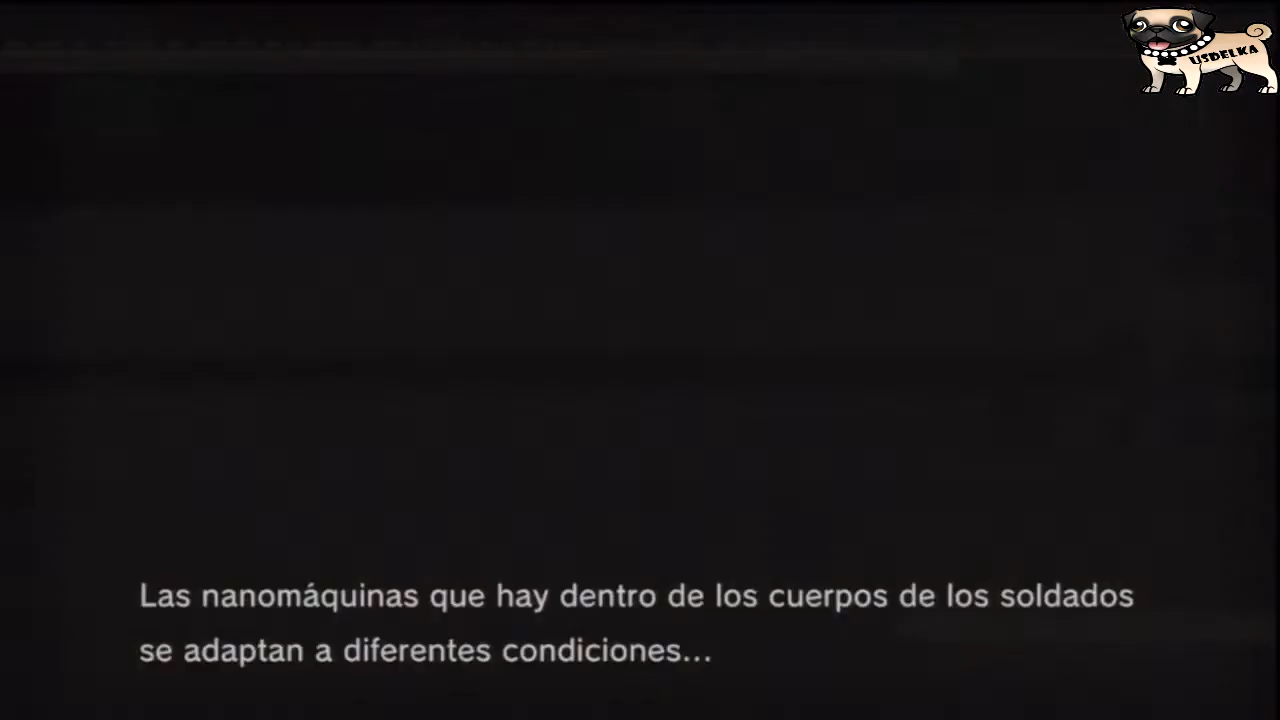 USDELKA
Las nanomáquinas que hay dentro de los cuerpos de los soldados
se adaptan a diferentes condiciones...